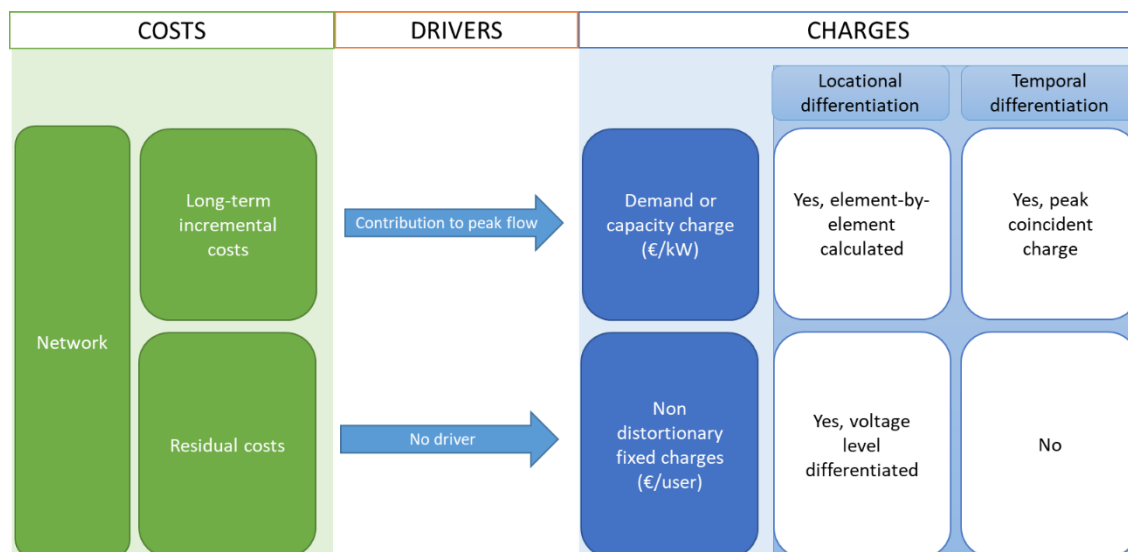 COSTS
DRIVERS
CHARGES
Locational
differentiation
Temporal
differentiation
Network
Long-term
incremental
costs
Contribution to peak flow
Demand or
capacity charge
(€/kW)
Yes, element-by-
element
calculated
Yes, peak
coincident
charge
Residual costs
No driver
Non
distortionary
fixed charges
(€/user)
Yes, voltage
level
differentiated
No